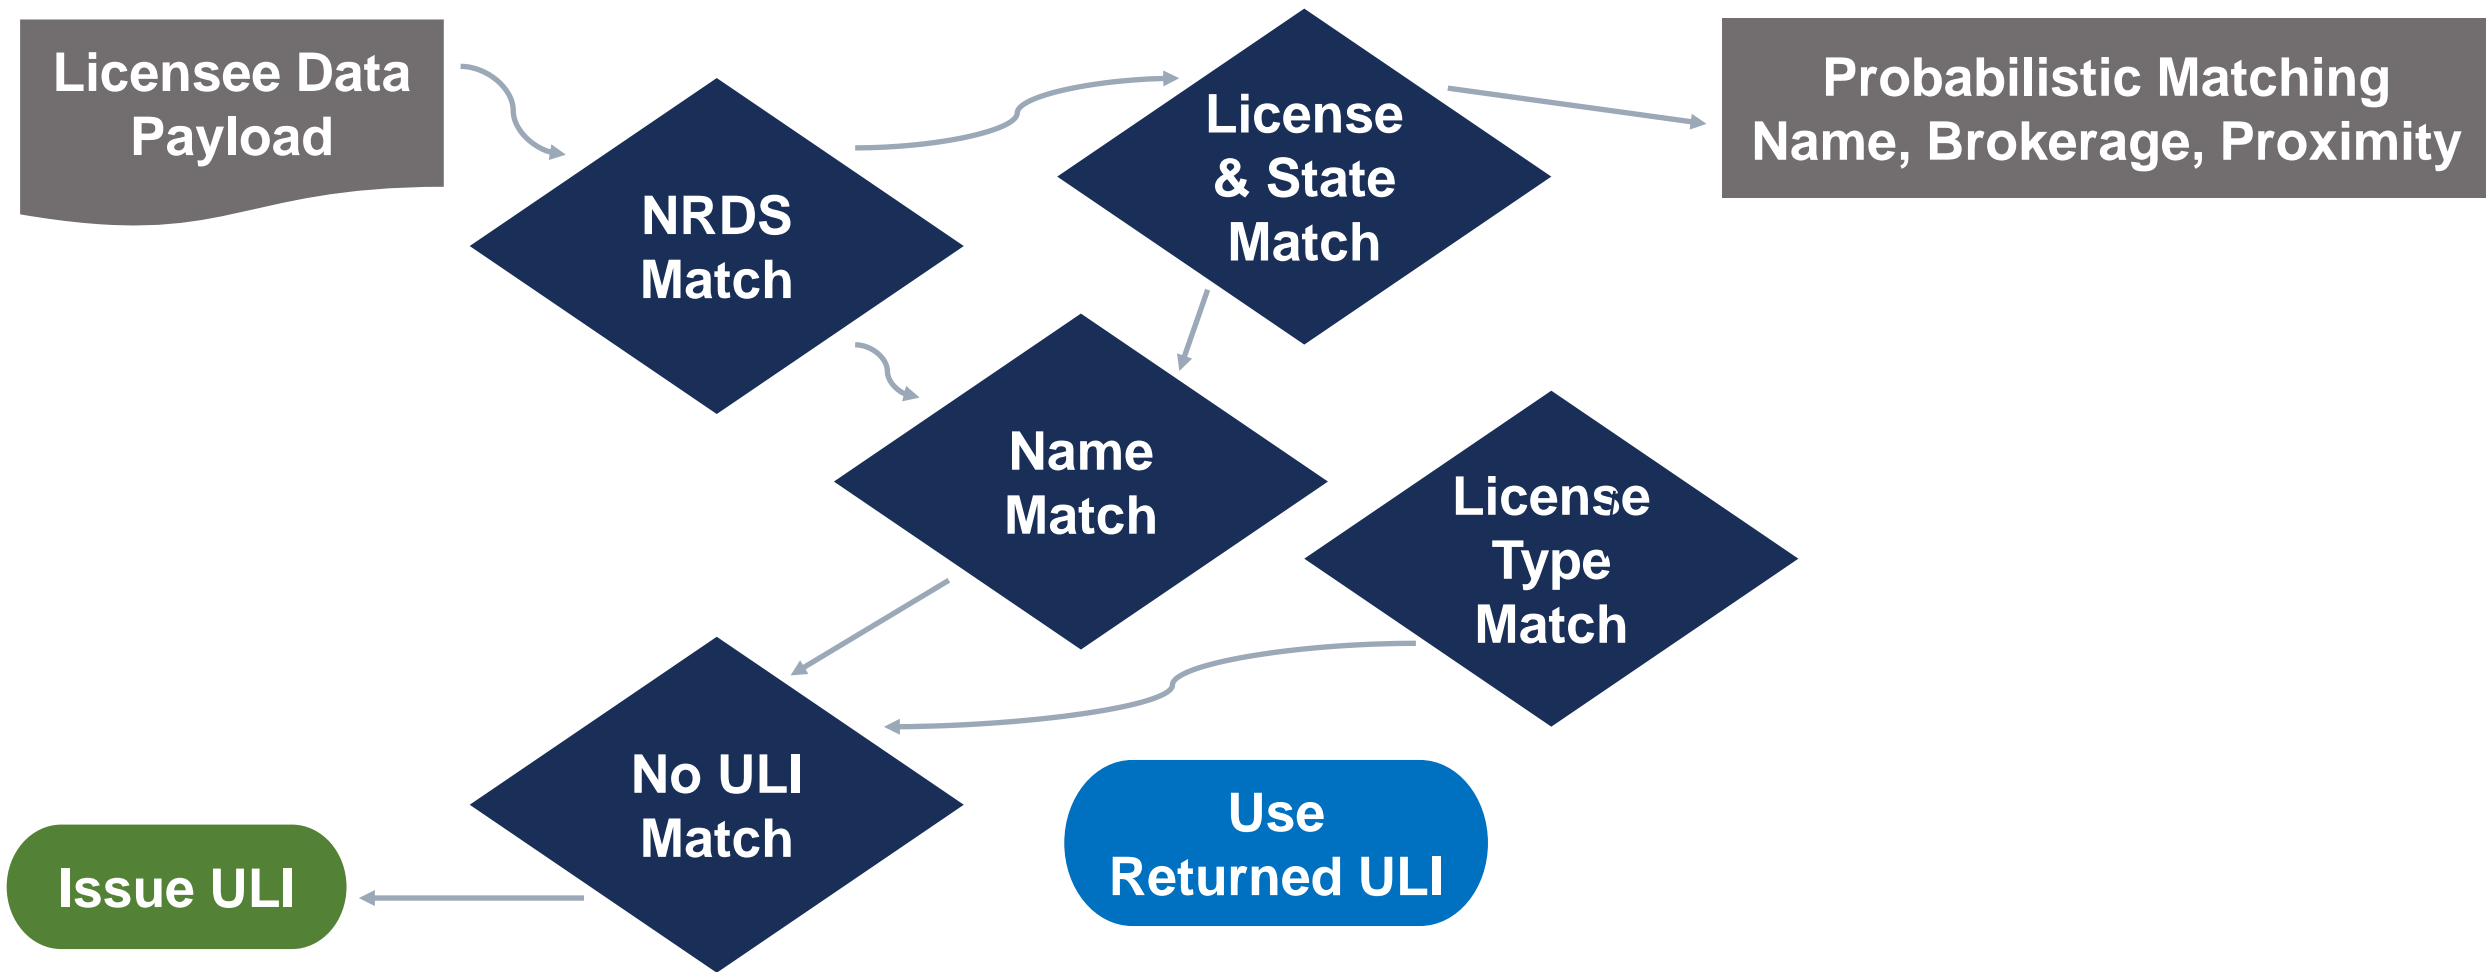 Licensee Data
Payload
NRDS
Match
License
& State
Match
Probabilistic Matching
Name, Brokerage, Proximity
Name
Match
License
Type
Match
No ULI
Match
Use
Returned ULI
Issue ULI